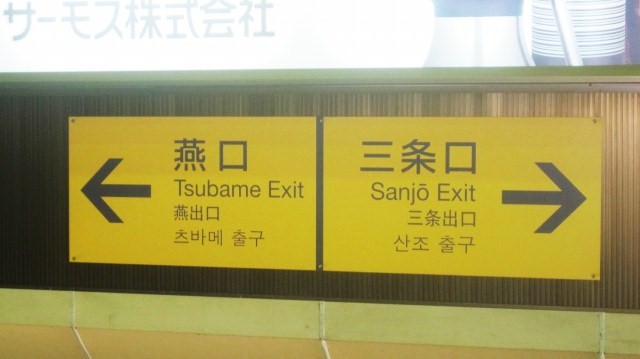 サーモス株式会社
燕口
Tsubame Exit
燕出口
츠바메 출구
三条口
Sanjō Exit
三条出口
산조 출구